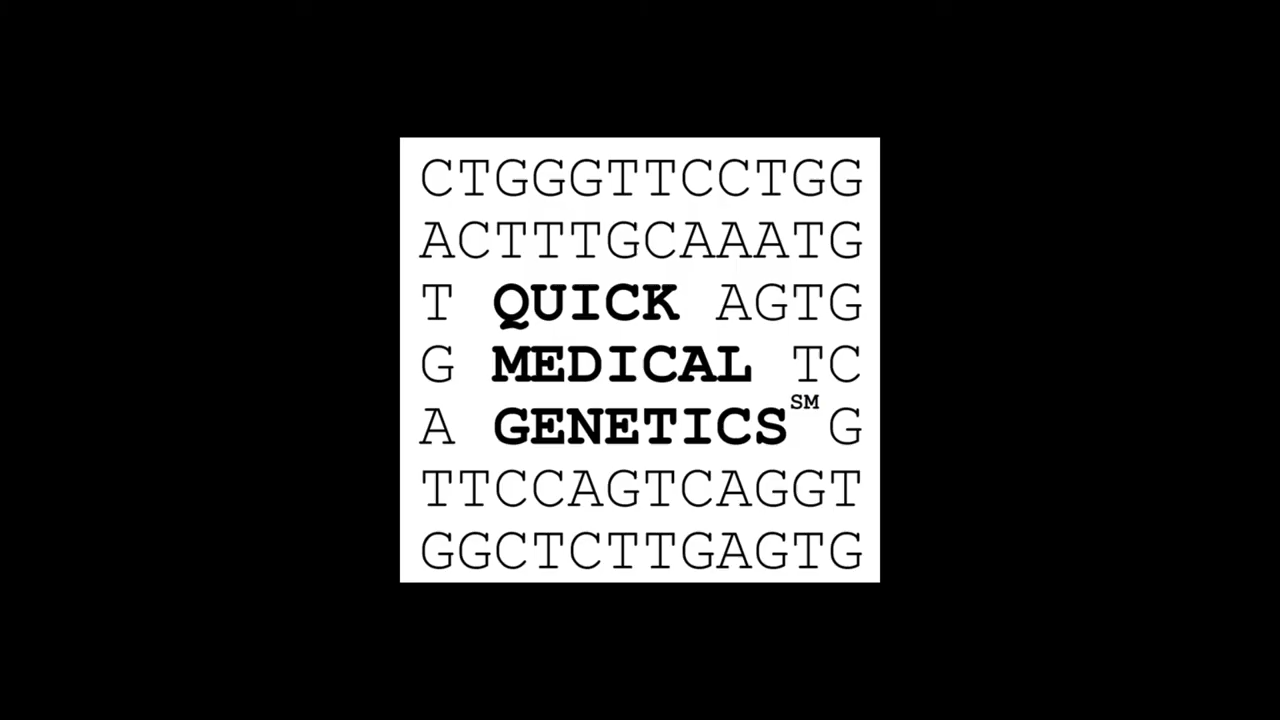 CTGGGTTCCTGG
ACTTTGCAAATG
T QUICK AGTG
G MEDICAL TC
A GENETICS℠ G
TTCCAGTCAGGT
GGCTCTTGAGTG